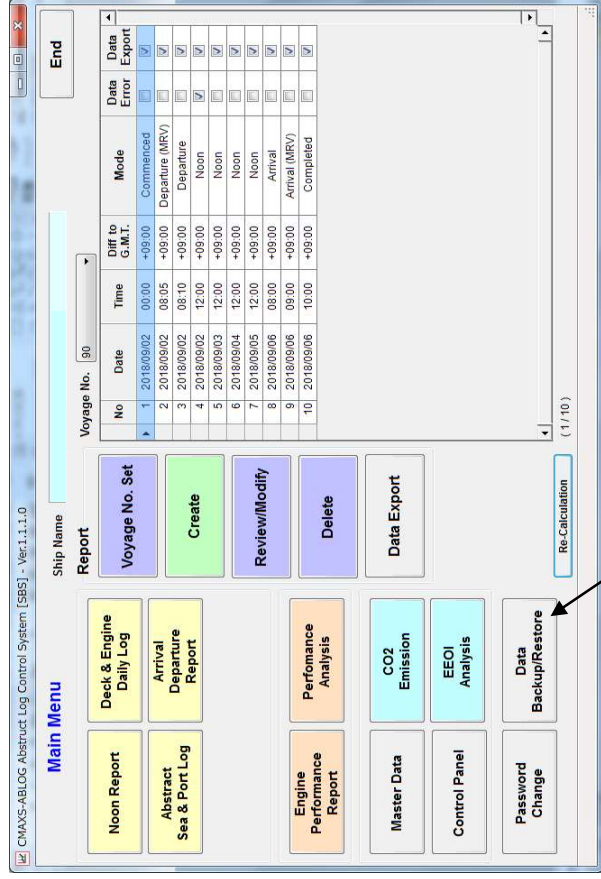 CMAXS-ABLOG Abstruct Log Control System [SBS] - Ver.1.1.1.0
Main Menu
Ship Name
End
Noon Report
Deck & Engine
Daily Log
Abstract
Sea & Port Log
Arrival
Departure
Report
Engine
Performance
Report
Perfomance
Analysis
Master Data
CO2
Emission
Control Panel
EEOI
Analysis
Password
Change
Data
Backup/Restore
Report
Voyage No. Set
Create
Review/Modify
Delete
Data Export
Re-Calculation
Voyage No. 90
No Date Time Diff to G.M.T. Mode Data Error Data Export
1 2018/09/02 00:00 +09:00 Commenced
2 2018/09/02 08:05 +09:00 Departure (MRV)
3 2018/09/02 08:10 +09:00 Departure
4 2018/09/02 12:00 +09:00 Noon
5 2018/09/03 12:00 +09:00 Noon
6 2018/09/04 12:00 +09:00 Noon
7 2018/09/05 12:00 +09:00 Noon
8 2018/09/06 08:00 +09:00 Arrival
9 2018/09/06 09:00 +09:00 Arrival (MRV)
10 2018/09/06 10:00 +09:00 Completed
( 1 / 10 )